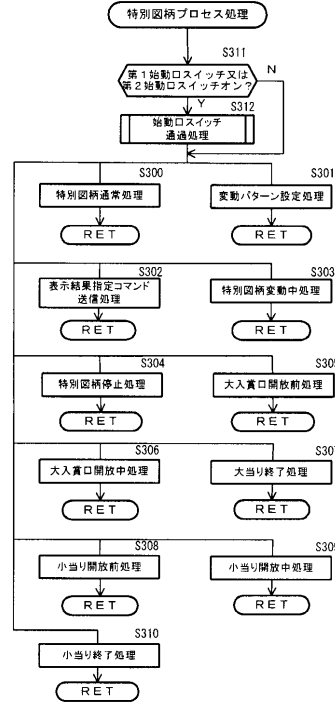 特別図柄プロセス処理
S311
第1始動口スイッチ又は
第2始動口スイッチオン?
N
Y
S312
始動口スイッチ
通過処理
S300
特別図柄通常処理
RET
S301
変動パターン設定処理
RET
S302
表示結果指定コマンド
送信処理
RET
S303
特別図柄変動中処理
RET
S304
特別図柄停止処理
RET
S305
大入賞口開放前処理
RET
S306
大入賞口開放中処理
RET
S307
大当り終了処理
RET
S308
小当り開放前処理
RET
S309
小当り開放中処理
RET
S310
小当り終了処理
RET